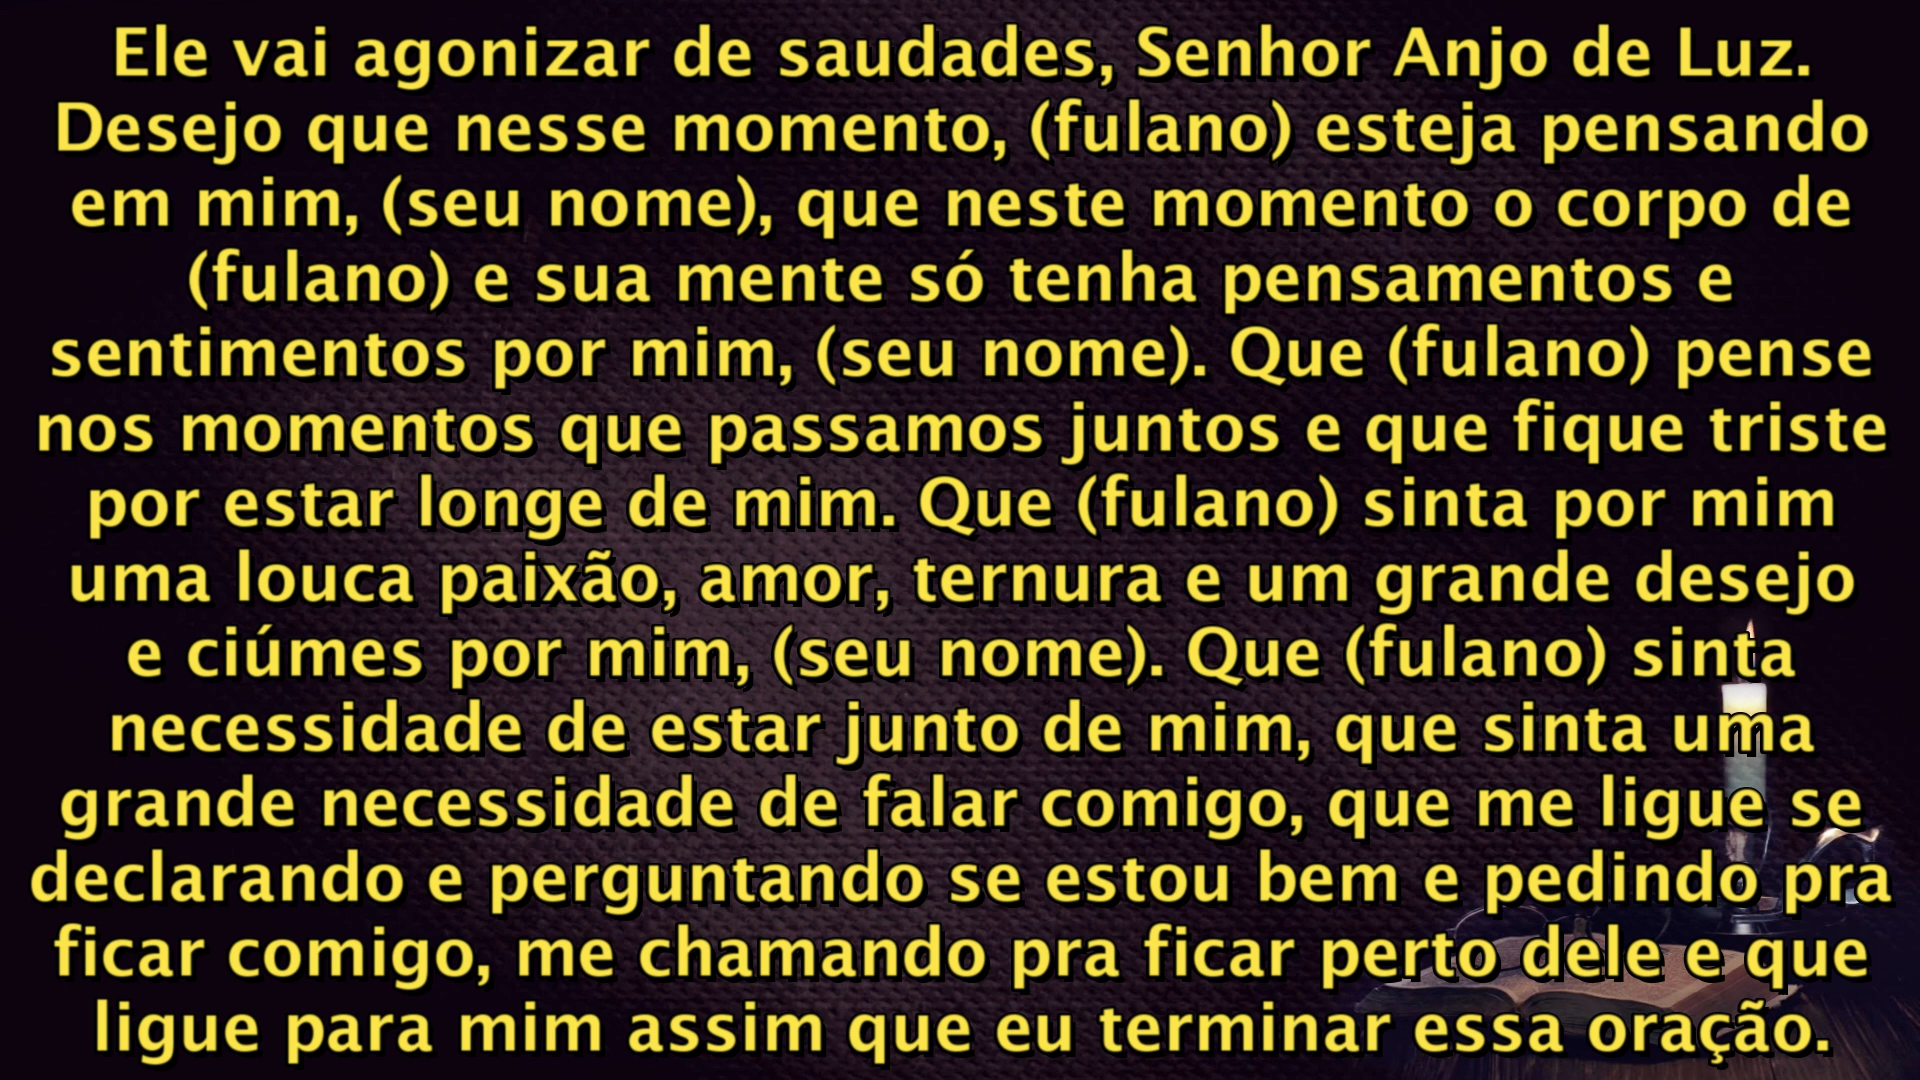 Ele vai agonizar de saudades, Senhor Anjo de Luz.
Desejo que nesse momento, (fulano) esteja pensando
em mim, (seu nome), que neste momento o corpo de
(fulano) e sua mente só tenha pensamentos e
sentimentos por mim, (seu nome). Que (fulano) pense
nos momentos que passamos juntos e que fique triste
por estar longe de mim. Que (fulano) sinta por mim
uma louca paixão, amor, ternura e um grande desejo
e ciúmes por mim, (seu nome). Que (fulano) sinta
necessidade de estar junto de mim, que sinta uma
grande necessidade de falar comigo, que me ligue se
declarando e perguntando se estou bem e pedindo pra
ficar comigo, me chamando pra ficar perto dele e que
ligue para mim assim que eu terminar essa oração.